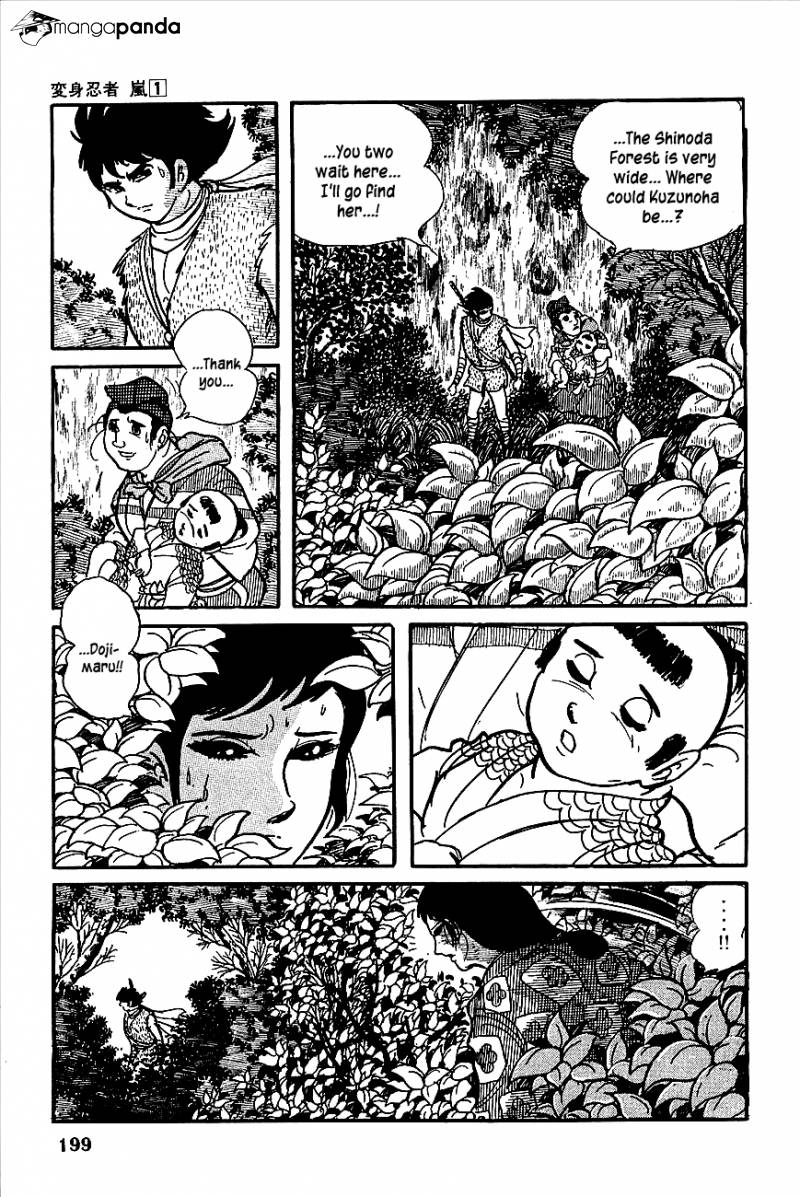 mangapanda
変身忍者 嵐1
...The Shinoda
Forest is very
wide... Where
could Kuzunoha
be...?
...You two
wait here...
I'll go find
her...!
...Thank
you...
...Doji-
maru!!
....!!
199